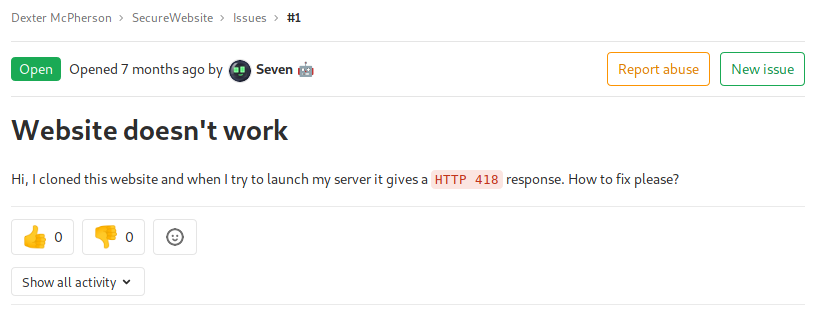 Dexter McPherson > SecureWebsite > Issues > #1
Open Opened 7 months ago by Seven 🤖 Report abuse New issue
Website doesn't work
Hi, I cloned this website and when I try to launch my server it gives a HTTP 418 response. How to fix please?
👍 0 👎 0
Show all activity